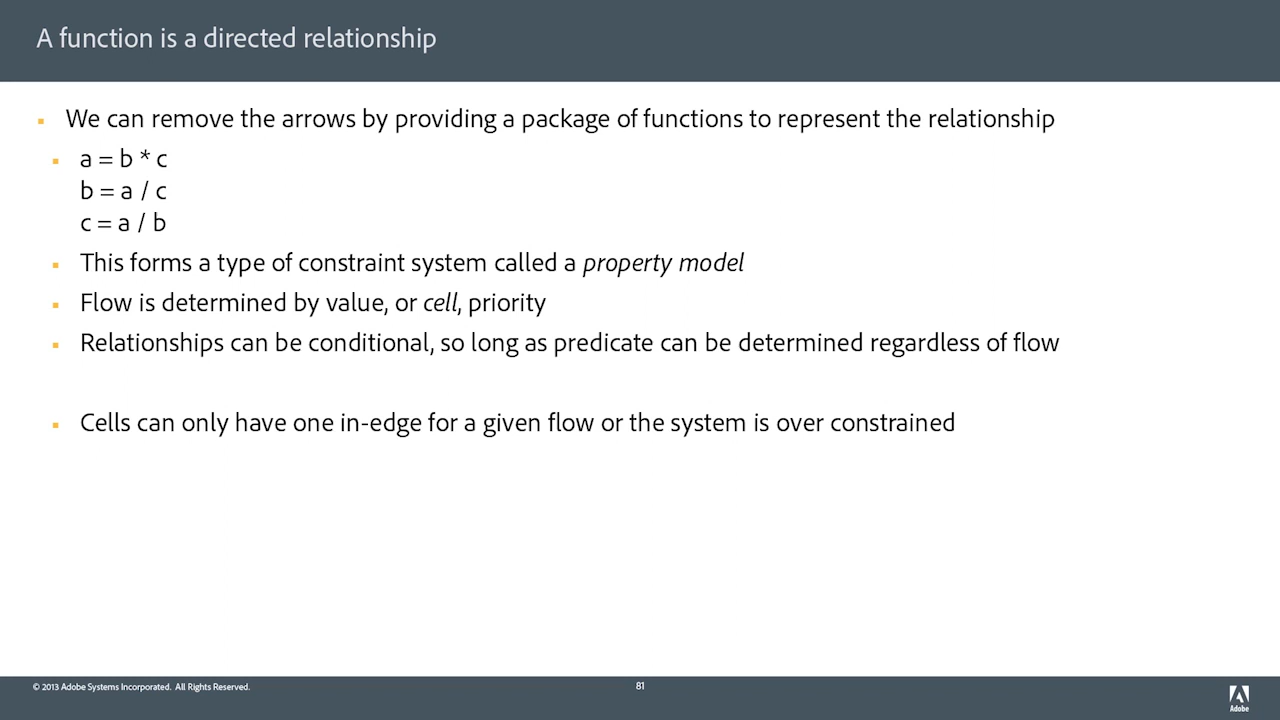 A function is a directed relationship
▪ We can remove the arrows by providing a package of functions to represent the relationship
▪ a = b * c
b = a / c
c = a / b
▪ This forms a type of constraint system called a property model
▪ Flow is determined by value, or cell, priority
▪ Relationships can be conditional, so long as predicate can be determined regardless of flow
▪ Cells can only have one in-edge for a given flow or the system is over constrained
© 2013 Adobe Systems Incorporated. All Rights Reserved.
81
Adobe